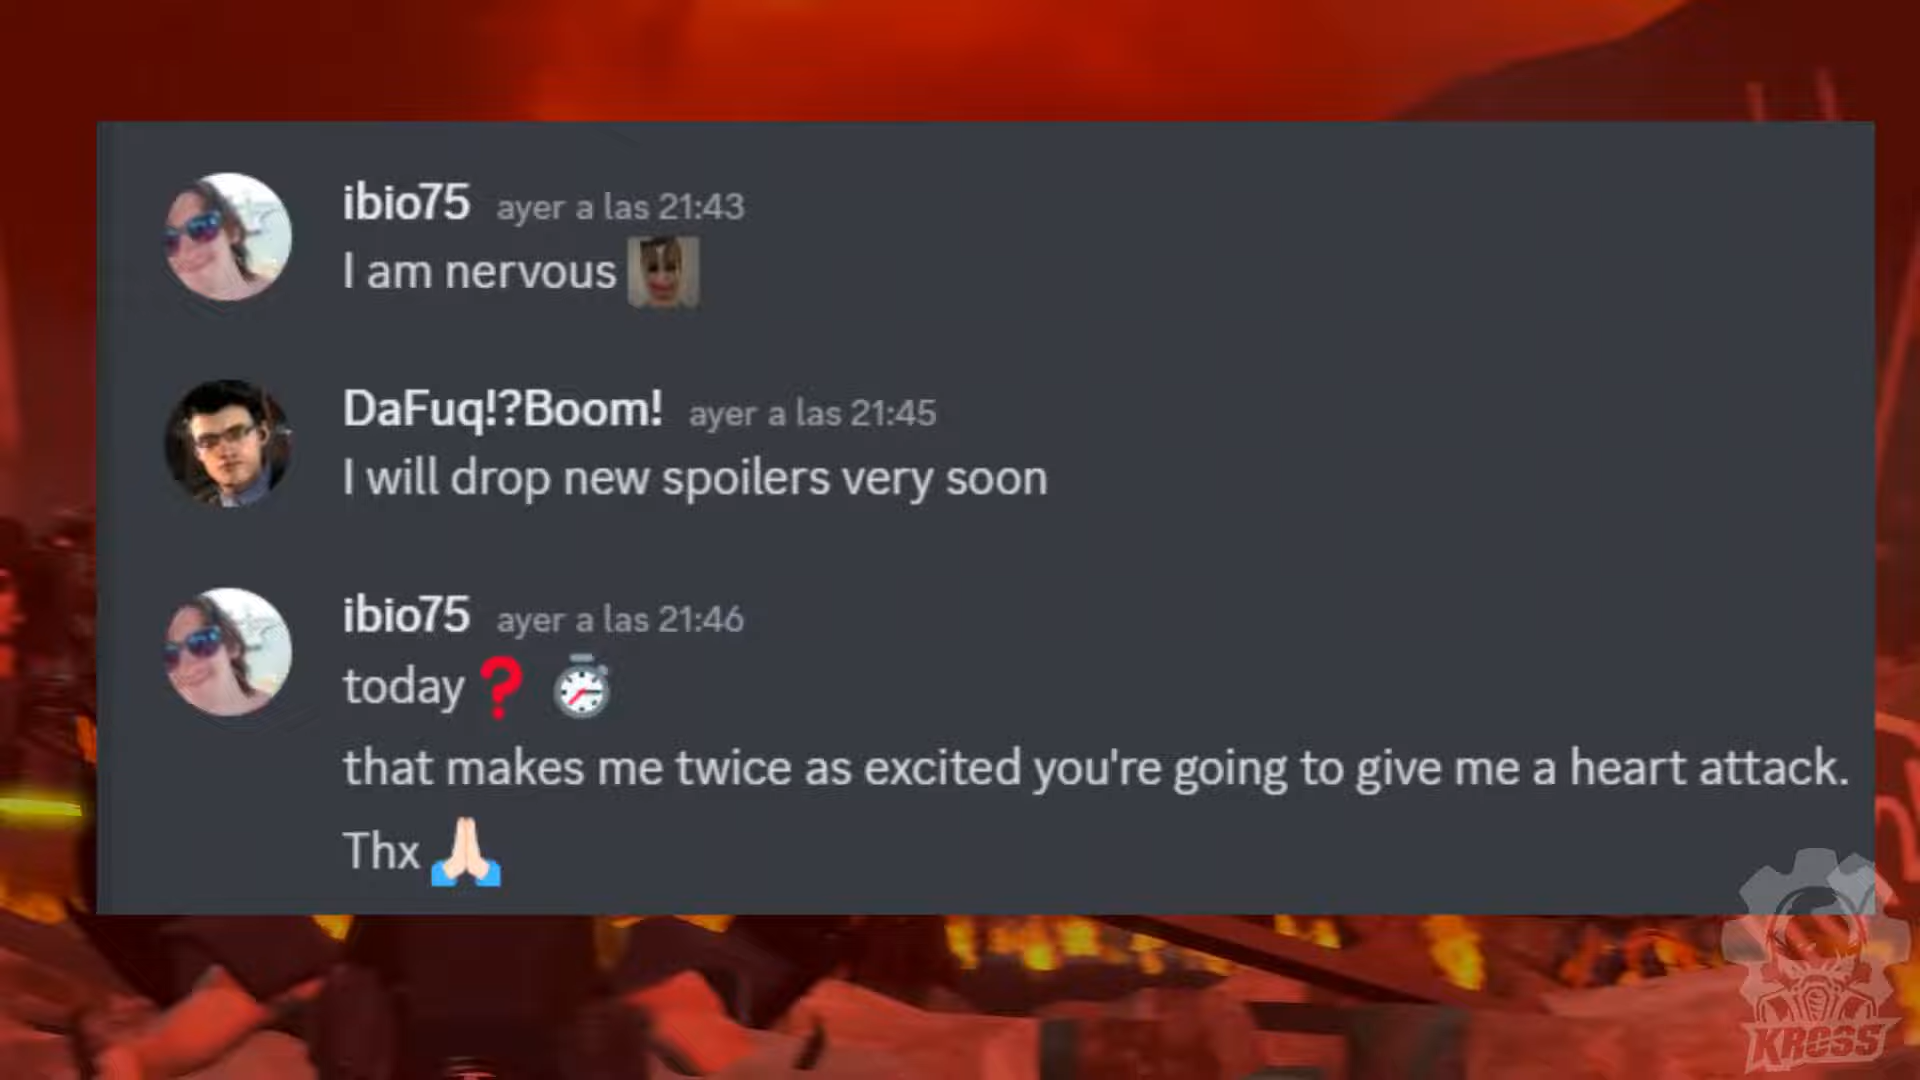 ibio75 ayer a las 21:43
I am nervous
DaFuq!?Boom! ayer a las 21:45
I will drop new spoilers very soon
ibio75 ayer a las 21:46
today❓ ⏱️
that makes me twice as excited you're going to give me a heart attack.
Thx 🙏🏻
KROSS